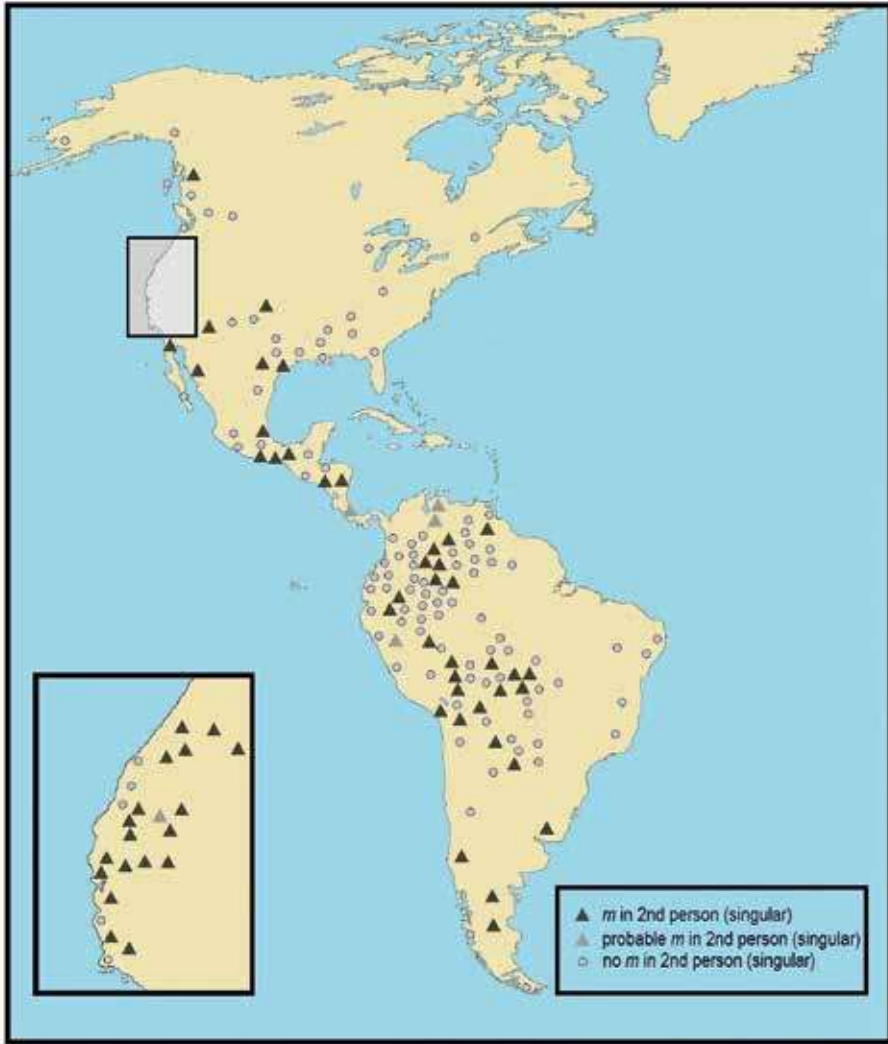 m in 2nd person (singular)
probable m in 2nd person (singular)
no m in 2nd person (singular)